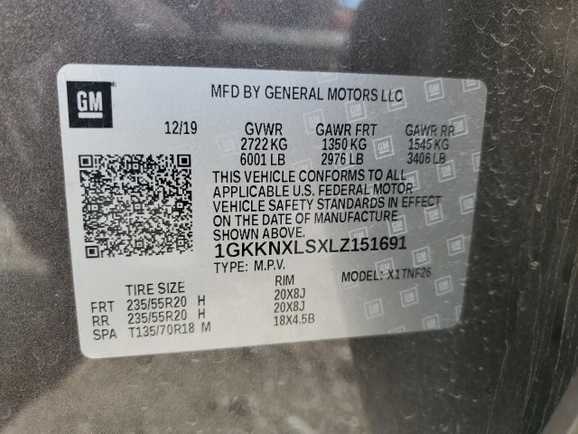 GM
MFD BY GENERAL MOTORS LLC
12/19 GVWR GAWR FRT GAWR RR
2722 KG 1350 KG 1545 KG
6001 LB 2976 LB 3406 LB
THIS VEHICLE CONFORMS TO ALL
APPLICABLE U.S. FEDERAL MOTOR
VEHICLE SAFETY STANDARDS IN EFFECT
ON THE DATE OF MANUFACTURE
SHOWN ABOVE.
1GKKNXLSXLZ151691
TYPE: M.P.V. MODEL: X1TNF26
TIRE SIZE RIM
FRT 235/55R20 H 20X8J
RR 235/55R20 H 20X8J
SPA T135/70R18 M 18X4.5B